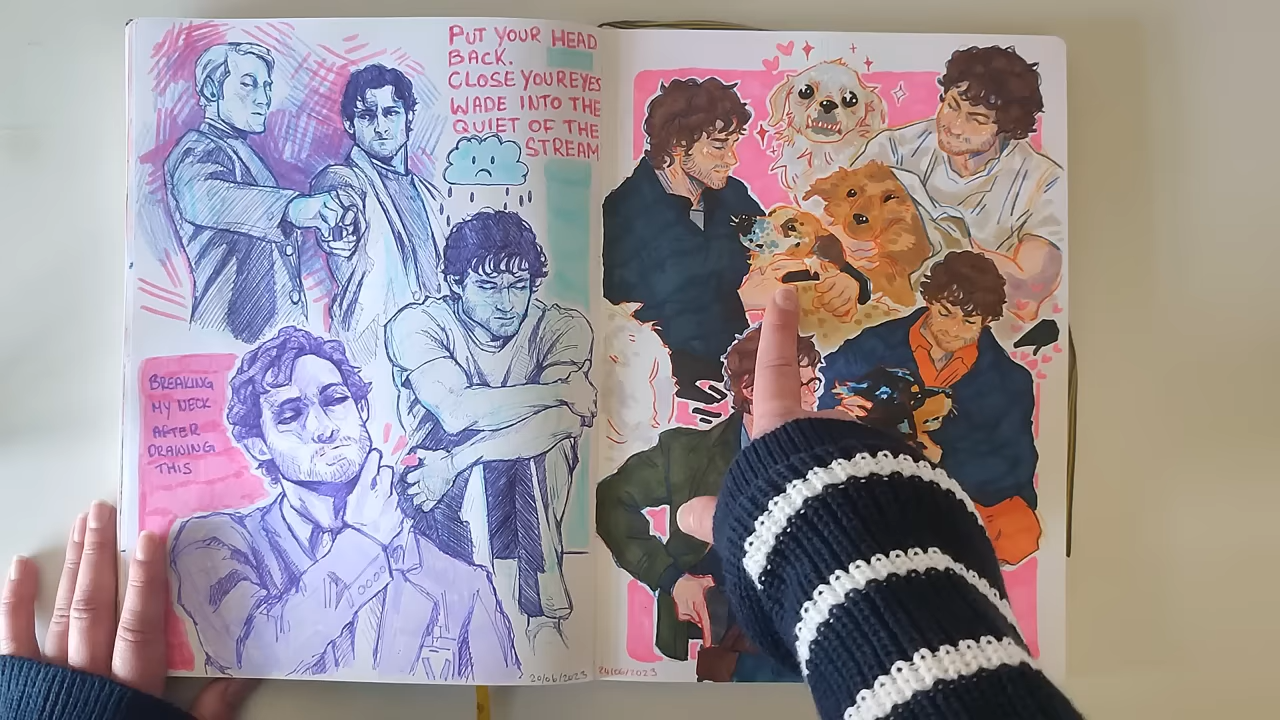 PUT YOUR HEAD
BACK.
CLOSE YOUR EYES
WADE INTO THE
QUIET OF THE
STREAM
BREAKING
MY NECK
AFTER
DRAWING
THIS
20/06/2023
24/06/2023